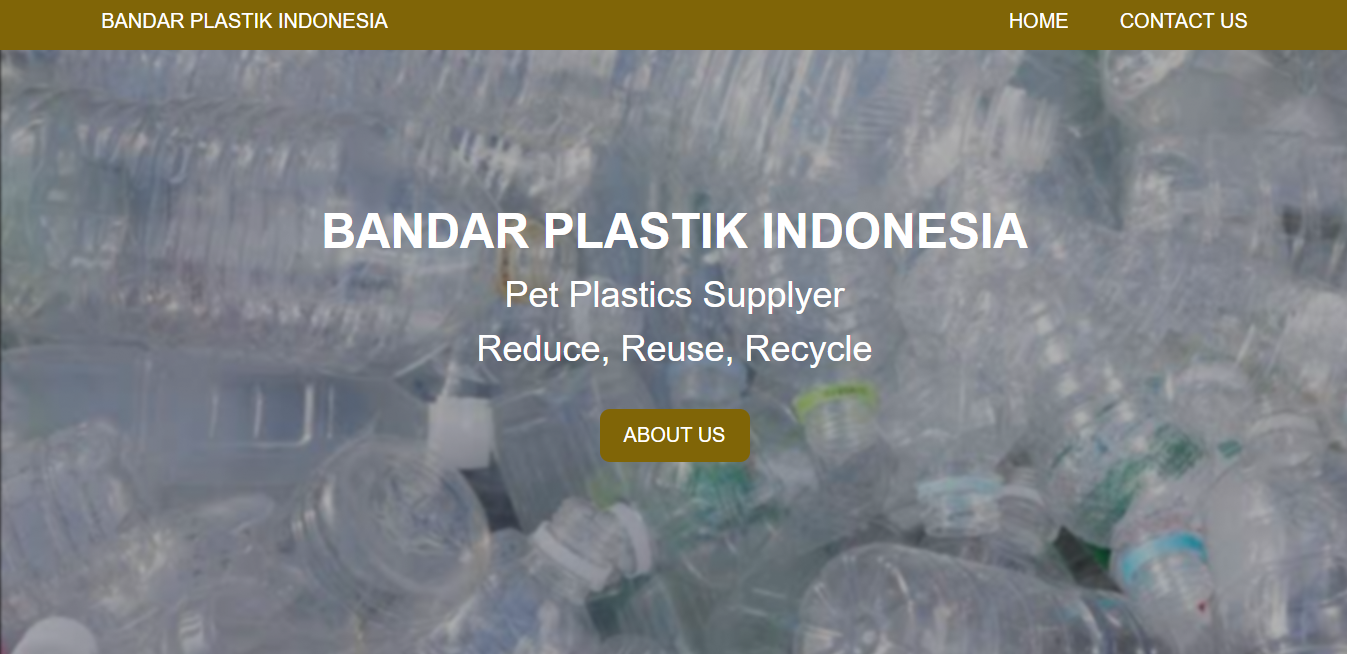 BANDAR PLASTIK INDONESIA
HOME
CONTACT US
BANDAR PLASTIK INDONESIA
Pet Plastics Supplyer
Reduce, Reuse, Recycle
ABOUT US